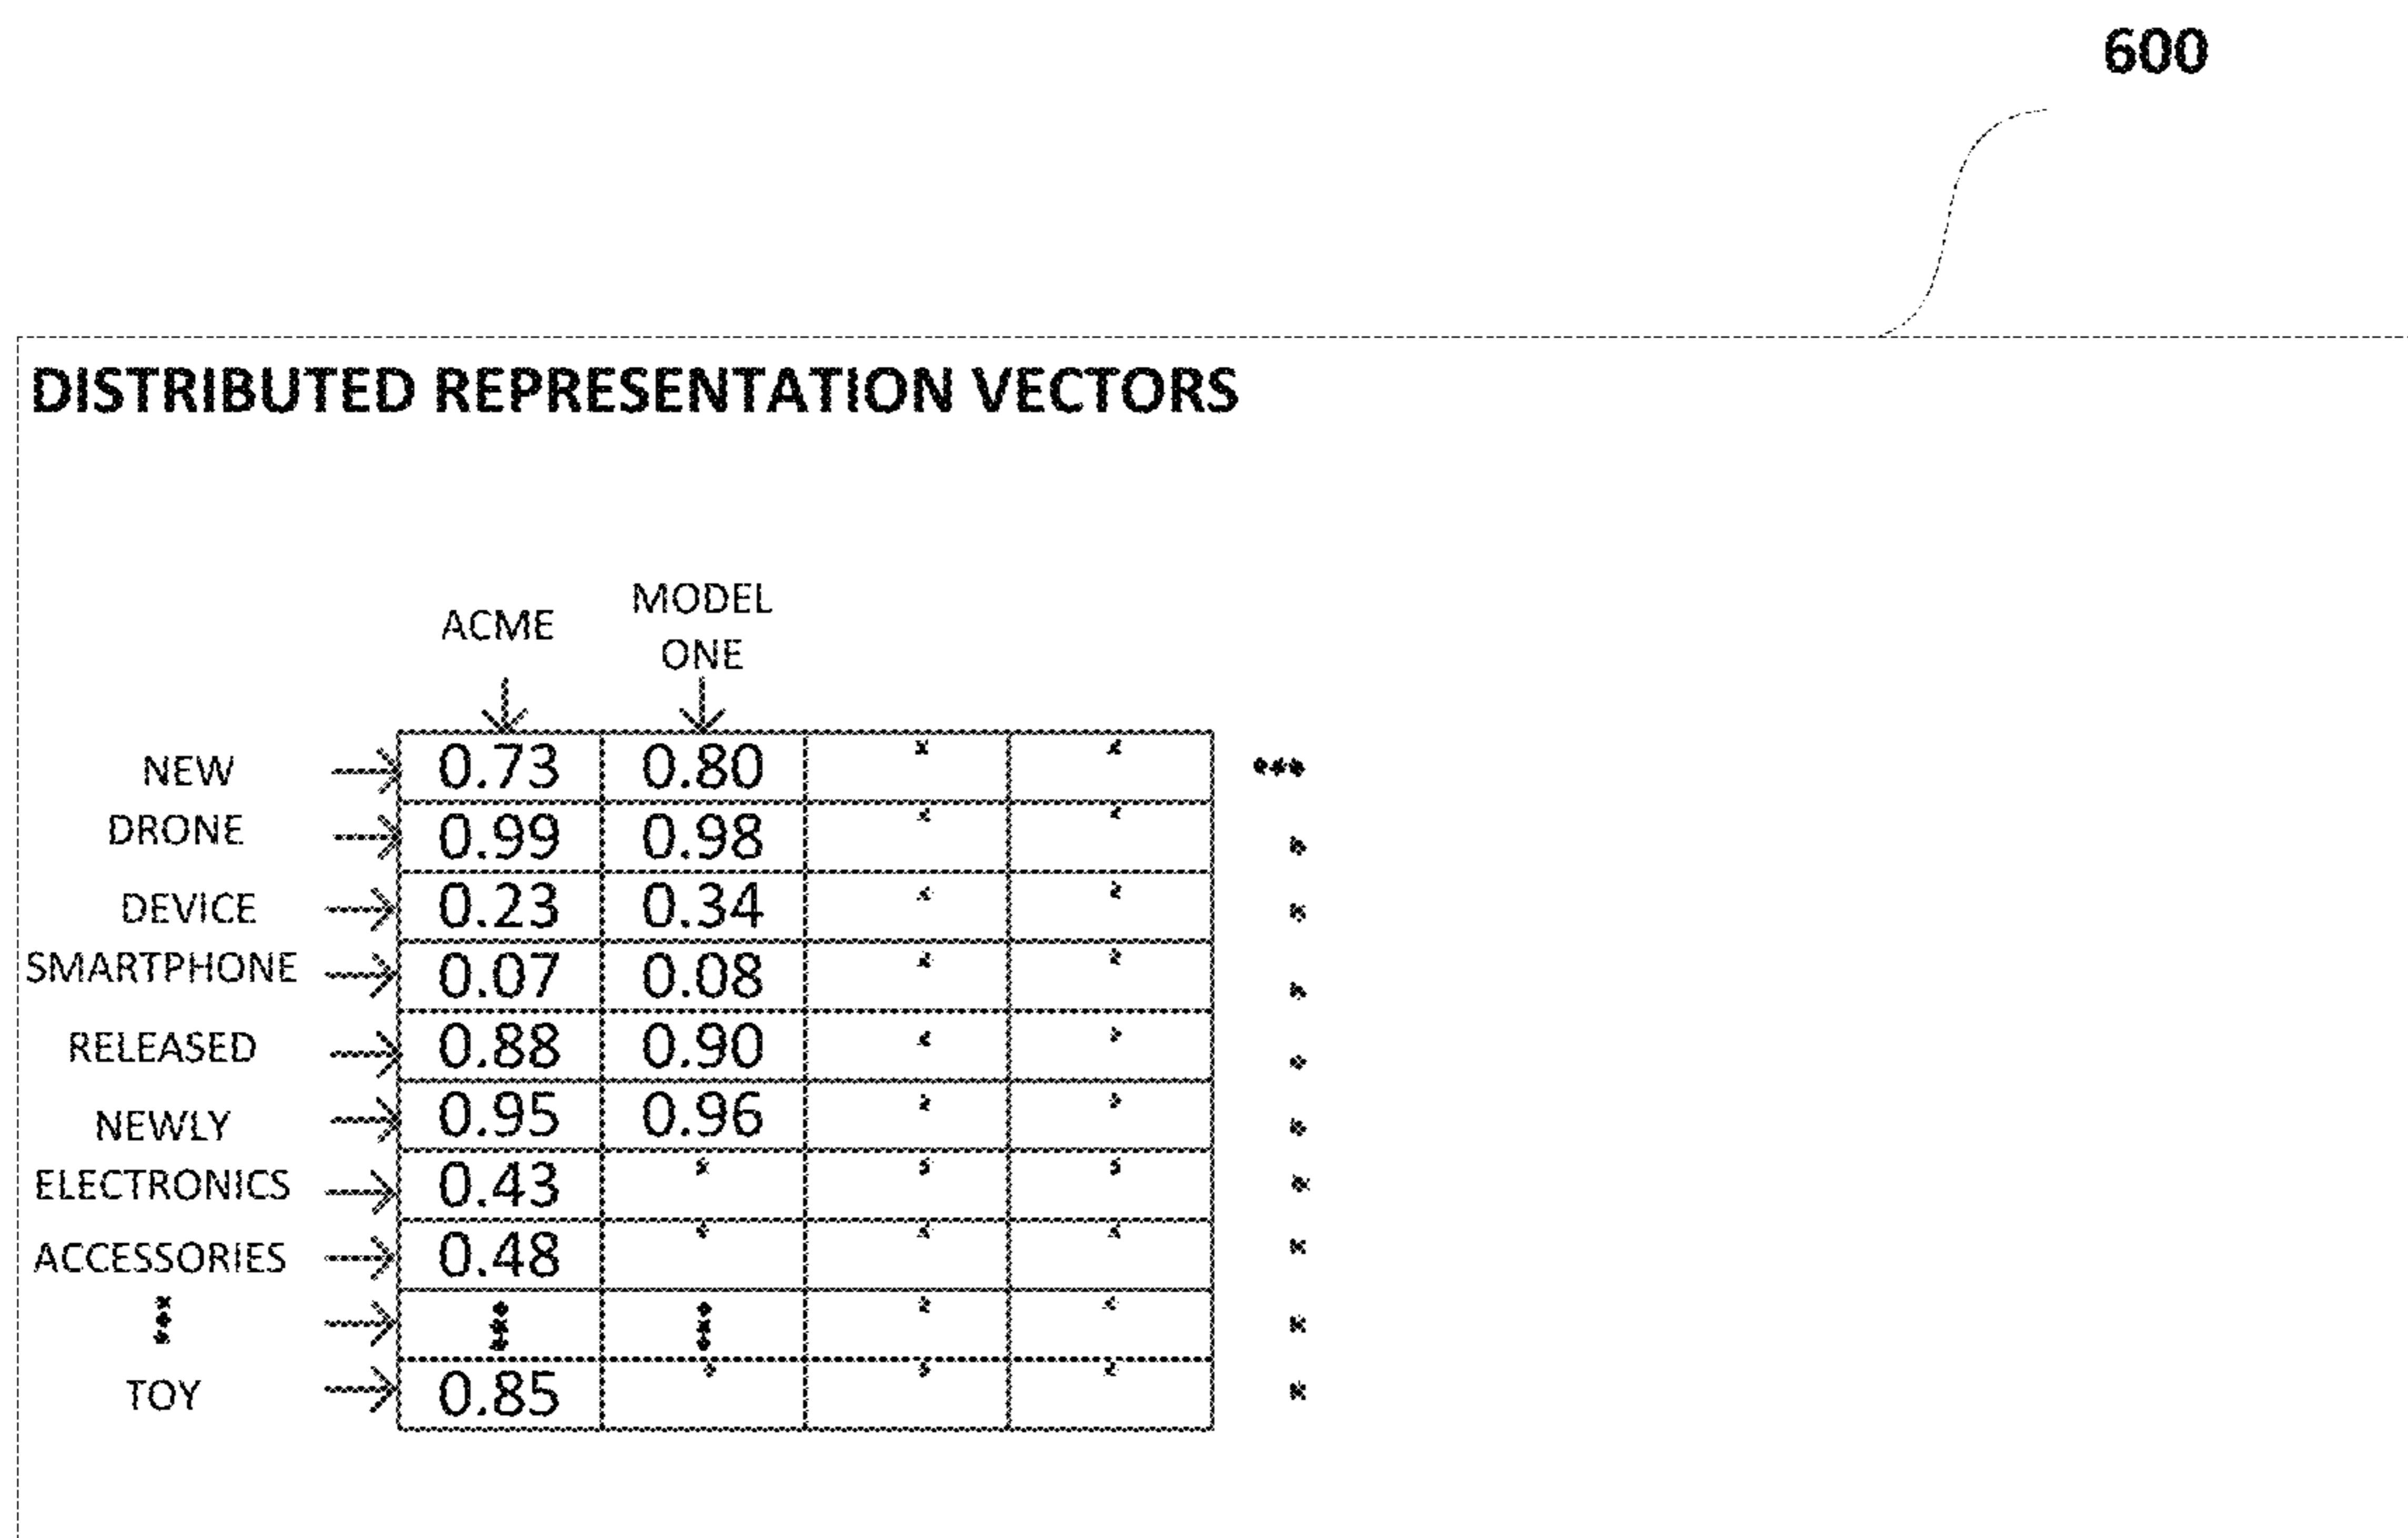 600
DISTRIBUTED REPRESENTATION VECTORS
ACME
MODEL
ONE
NEW 0.73 0.80
DRONE 0.99 0.98
DEVICE 0.23 0.34
SMARTPHONE 0.07 0.08
RELEASED 0.88 0.90
NEWLY 0.95 0.96
ELECTRONICS 0.43
ACCESSORIES 0.48
TOY 0.85